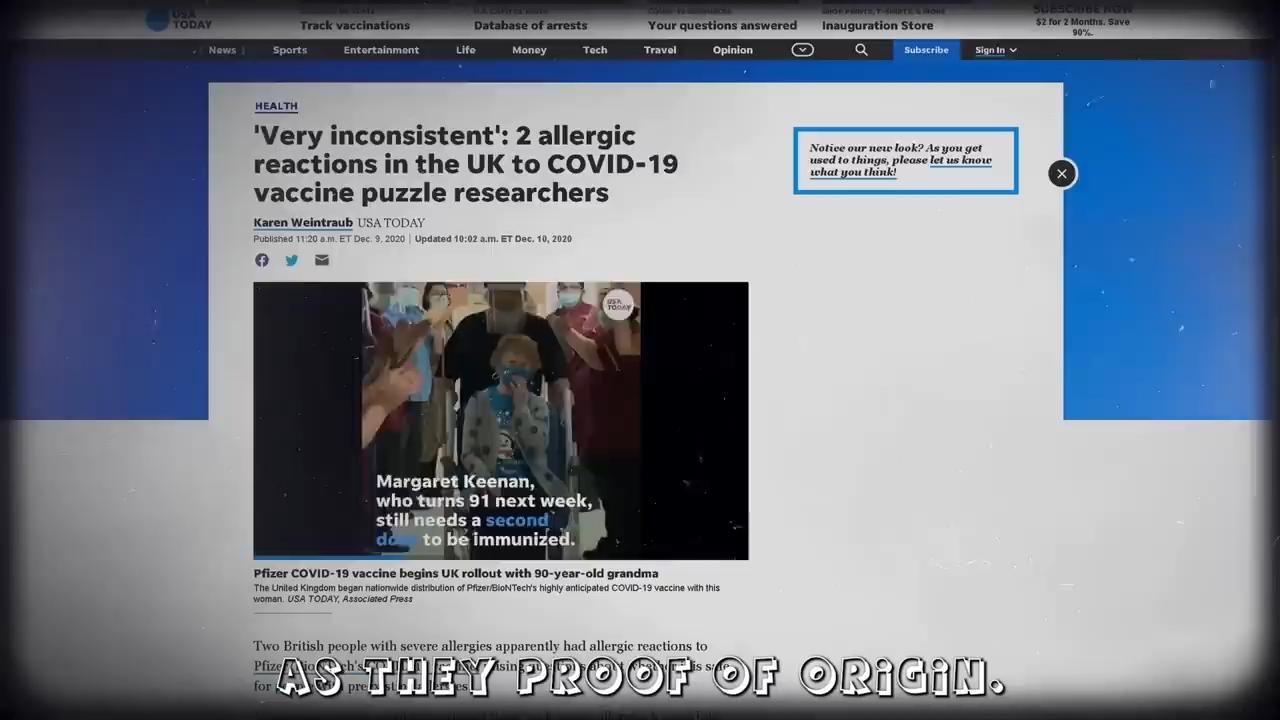 USA
TODAY
Track vaccinations
Database of arrests
Your questions answered
Inauguration Store
SUBSCRIBE NOW
$2 for 2 Months. Save
90%.
News
Sports
Entertainment
Life
Money
Tech
Travel
Opinion
Subscribe
Sign In
HEALTH
'Very inconsistent': 2 allergic
reactions in the UK to COVID-19
vaccine puzzle researchers
Karen Weintraub USA TODAY
Published 11:20 a.m. ET Dec. 9, 2020 | Updated 10:02 a.m. ET Dec. 10, 2020
Notice our new look? As you get
used to things, please let us know
what you think!
USA
TODAY
Margaret Keenan,
who turns 91 next week,
still needs a second
dose to be immunized.
Pfizer COVID-19 vaccine begins UK rollout with 90-year-old grandma
The United Kingdom began nationwide distribution of Pfizer/BioNTech's highly anticipated COVID-19 vaccine with this
woman. USA TODAY, Associated Press
Two British people with severe allergies apparently had allergic reactions to
AS THEY PROOF OF ORIGIN.